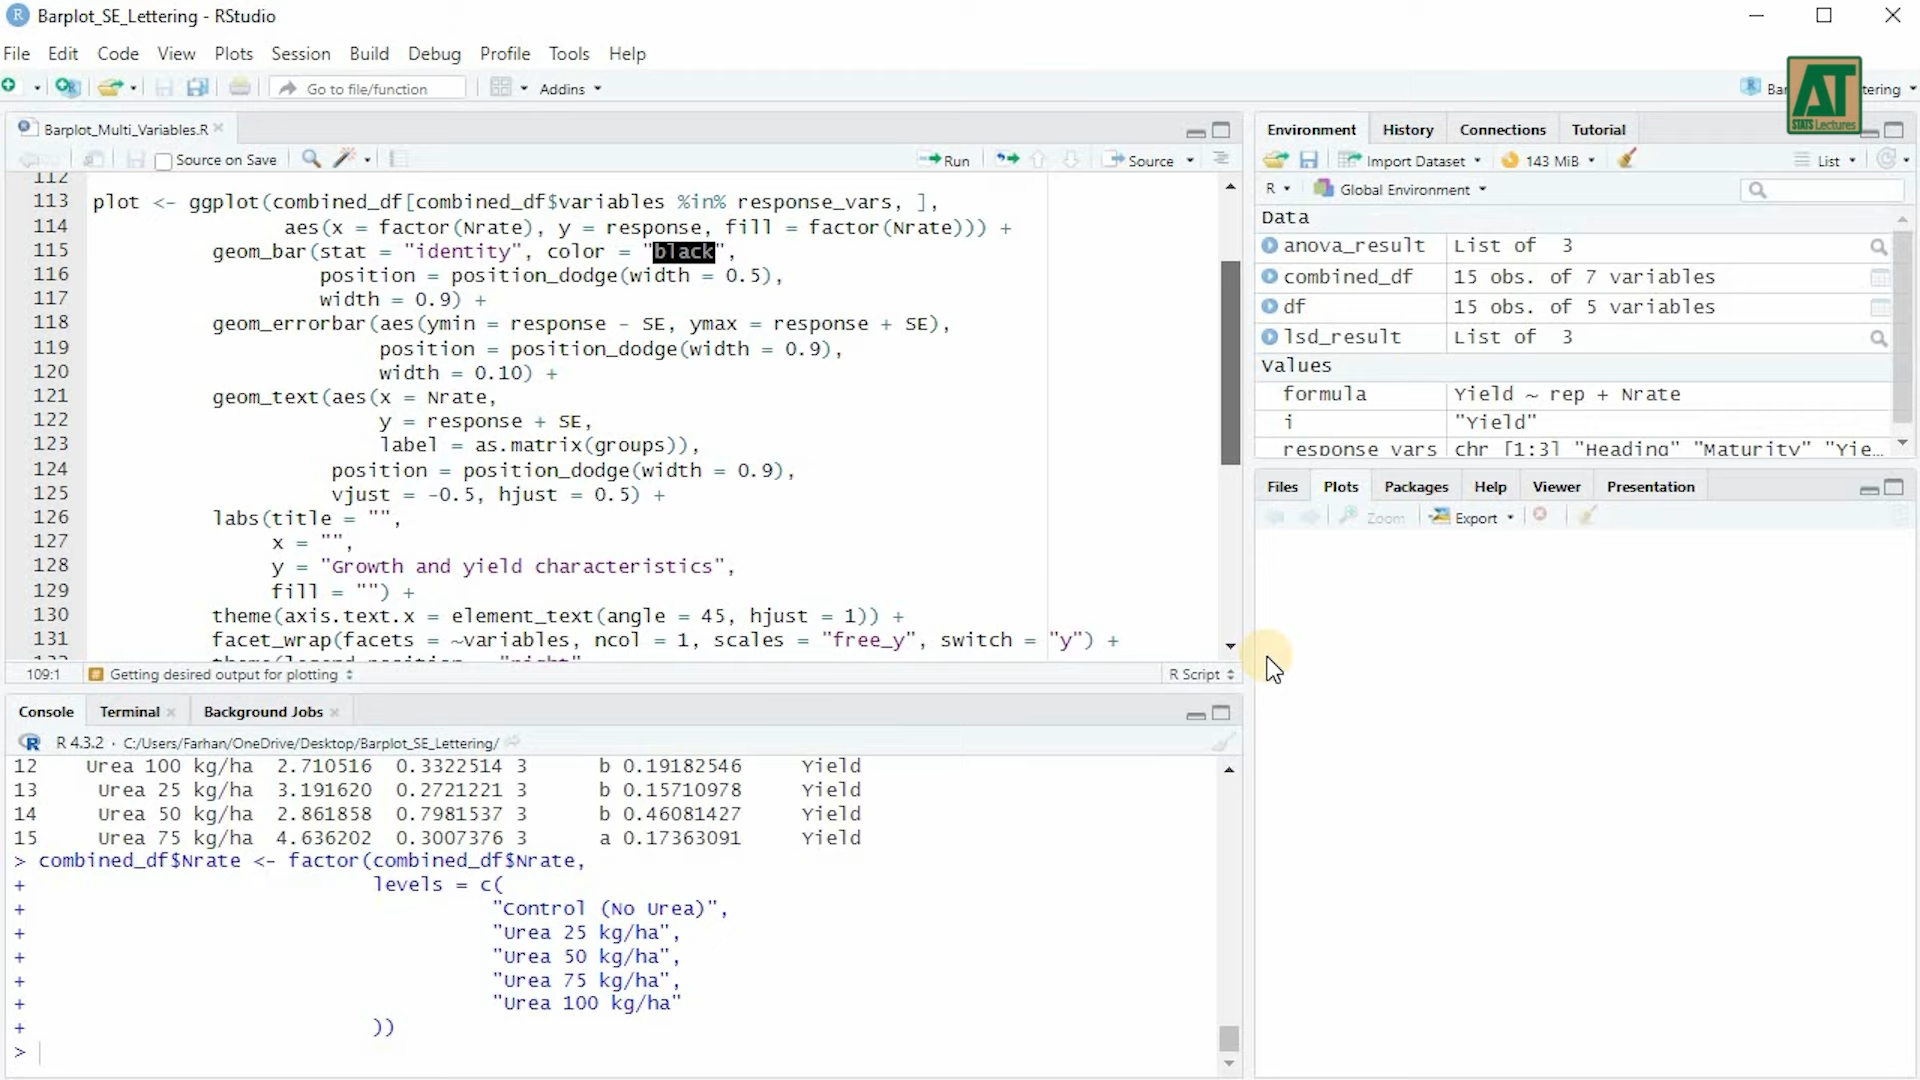 Barplot_SE_Lettering - RStudio
File Edit Code View Plots Session Build Debug Profile Tools Help
Go to file/function Addins
AT
STATS Lectures
Barplot_Multi_Variables.R
Source on Save Run Source
112
113 plot <- ggplot(combined_df[combined_df$variables %in% response_vars, ],
114 aes(x = factor(Nrate), y = response, fill = factor(Nrate))) +
115 geom_bar(stat = "identity", color = "black",
116 position = position_dodge(width = 0.5),
117 width = 0.9) +
118 geom_errorbar(aes(ymin = response - SE, ymax = response + SE),
119 position = position_dodge(width = 0.9),
120 width = 0.10) +
121 geom_text(aes(x = Nrate,
122 y = response + SE,
123 label = as.matrix(groups)),
124 position = position_dodge(width = 0.9),
125 vjust = -0.5, hjust = 0.5) +
126 labs(title = "",
127 x = "",
128 y = "Growth and yield characteristics",
129 fill = "") +
130 theme(axis.text.x = element_text(angle = 45, hjust = 1)) +
131 facet_wrap(facets = ~variables, ncol = 1, scales = "free_y", switch = "y") +
109:1 Getting desired output for plotting R Script
Console Terminal Background Jobs
R 4.3.2 · C:/Users/Farhan/OneDrive/Desktop/Barplot_SE_Lettering/
12 Urea 100 kg/ha 2.710516 0.3322514 3 b 0.19182546 Yield
13 Urea 25 kg/ha 3.191620 0.2721221 3 b 0.15710978 Yield
14 Urea 50 kg/ha 2.861858 0.7981537 3 b 0.46081427 Yield
15 Urea 75 kg/ha 4.636202 0.3007376 3 a 0.17363091 Yield
> combined_df$Nrate <- factor(combined_df$Nrate,
+ levels = c(
+ "Control (No Urea)",
+ "Urea 25 kg/ha",
+ "Urea 50 kg/ha",
+ "Urea 75 kg/ha",
+ "Urea 100 kg/ha"
+ ))
>
Environment History Connections Tutorial
Import Dataset 143 MiB List
R Global Environment
Data
anova_result List of 3
combined_df 15 obs. of 7 variables
df 15 obs. of 5 variables
lsd_result List of 3
Values
formula Yield ~ rep + Nrate
i "Yield"
response_vars chr [1:3] "Heading" "Maturity" "Yie...
Files Plots Packages Help Viewer Presentation
Zoom Export